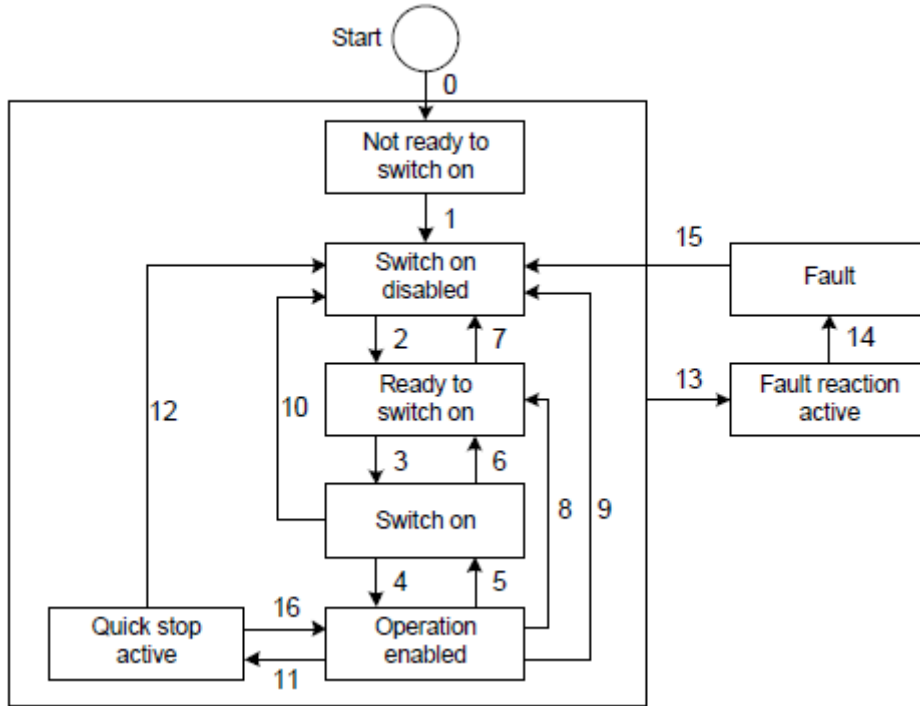 Start
0
Not ready to
switch on
1
15
Switch on
disabled
Fault
2
7
14
12
10
Ready to
switch on
13
Fault reaction
active
3
6
8
9
Switch on
4
5
16
Quick stop
active
Operation
enabled
11